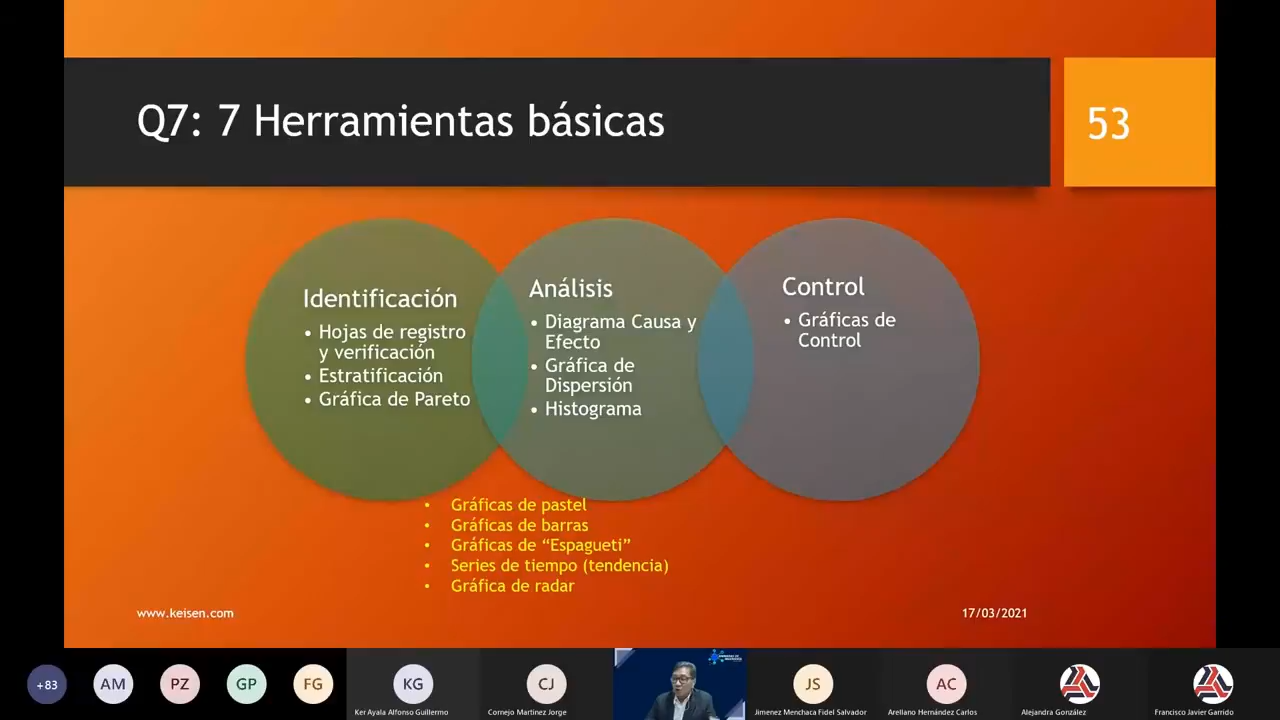 Q7: 7 Herramientas básicas
53
Identificación
• Hojas de registro
y verificación
• Estratificación
• Gráfica de Pareto
Análisis
• Diagrama Causa y
Efecto
• Gráfica de
Dispersión
• Histograma
Control
• Gráficas de
Control
• Gráficas de pastel
• Gráficas de barras
• Gráficas de “Espagueti”
• Series de tiempo (tendencia)
• Gráfica de radar
www.keisen.com
17/03/2021
+83
AM
PZ
GP
FG
KG
Ker Ayala Alfonso Guillermo
CJ
Cornejo Martinez Jorge
JS
Jimenez Menchaca Fidel Salvador
AC
Arellano Hernández Carlos
Alejandra González
Francisco Javier Garrido